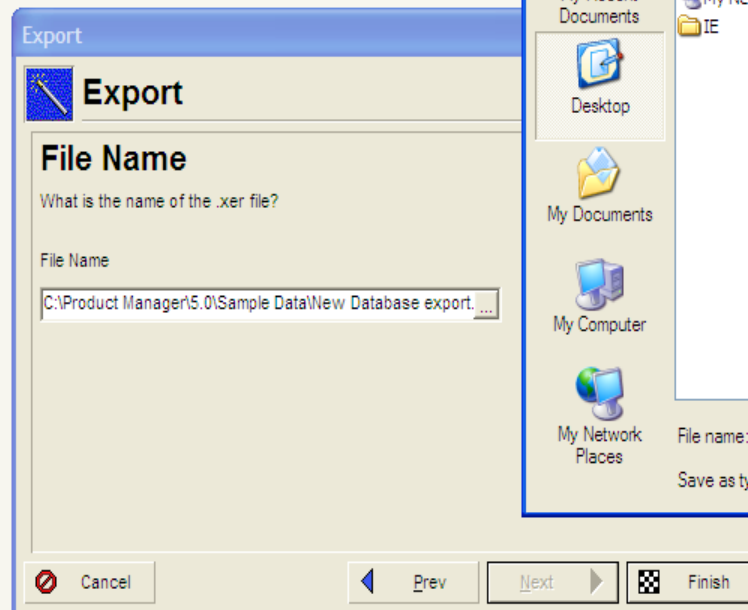 Export
Export
File Name
What is the name of the .xer file?
File Name
C:\Product Manager\5.0\Sample Data\New Database export.
...
Cancel
Prev
Next
Finish
Documents
Desktop
My Documents
My Computer
My Network
Places
IE
File name:
Save as